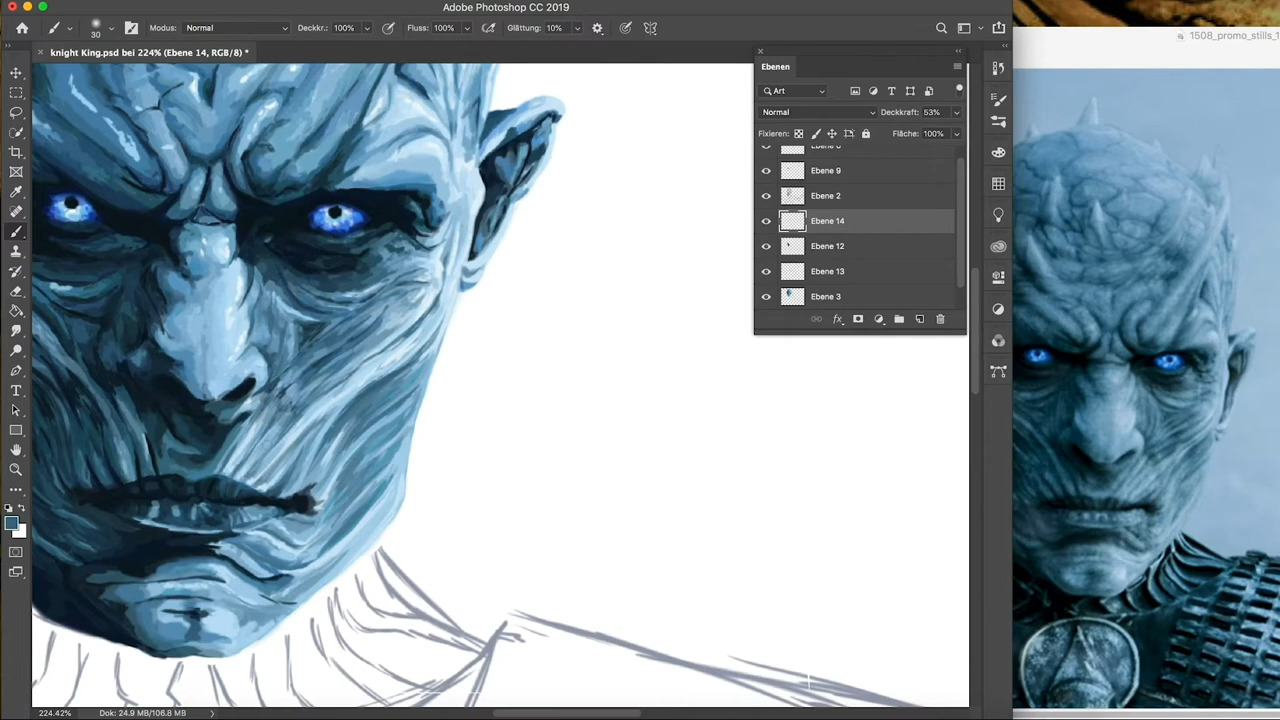 Adobe Photoshop CC 2019
30
Modus: Normal
Deckkr.: 100%
Fluss: 100%
Glättung: 10%
knight King.psd bei 224% (Ebene 14, RGB/8) *
1508_promo_stills_1
Ebenen
Art
Normal
Deckkraft: 53%
Fixieren:
Fläche: 100%
Ebene 9
Ebene 2
Ebene 14
Ebene 12
Ebene 13
Ebene 3
fx
224.42%
Dok: 24.9 MB/106.8 MB